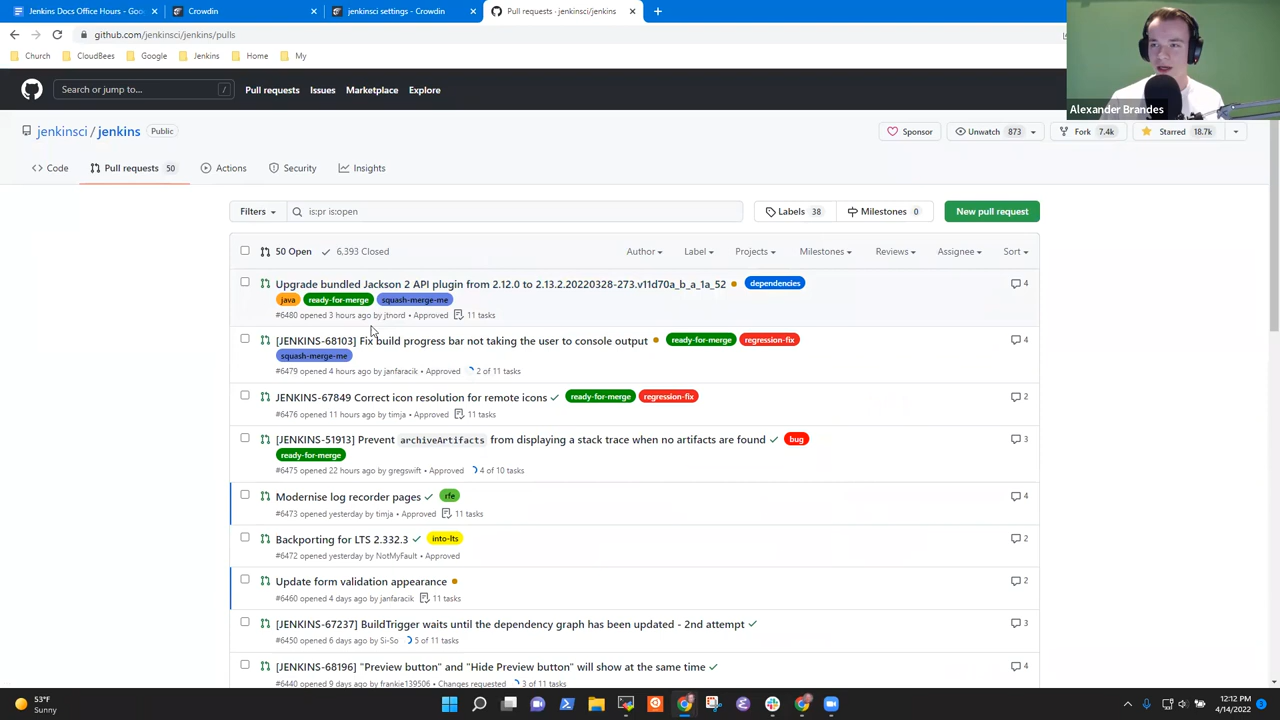 Jenkins Docs Office Hours - Goo
Crowdin
jenkinsci settings - Crowdin
Pull requests · jenkinsci/jenkins
github.com/jenkinsci/jenkins/pulls
Church
CloudBees
Google
Jenkins
Home
My
Search or jump to...
/
Pull requests
Issues
Marketplace
Explore
Alexander Brandes
jenkinsci / jenkins
Public
Sponsor
Unwatch 873
Fork 7.4k
Starred 18.7k
Code
Pull requests 50
Actions
Security
Insights
Filters
is:pr is:open
Labels 38
Milestones 0
New pull request
50 Open
6,393 Closed
Author
Label
Projects
Milestones
Reviews
Assignee
Sort
Upgrade bundled Jackson 2 API plugin from 2.12.0 to 2.13.2.20220328-273.v11d70a_b_a_1a_52 dependencies
4
java ready-for-merge squash-merge-me
#6480 opened 3 hours ago by jtnord • Approved 11 tasks
[JENKINS-68103] Fix build progress bar not taking the user to console output ready-for-merge regression-fix
4
squash-merge-me
#6479 opened 4 hours ago by janfaracik • Approved 2 of 11 tasks
JENKINS-67849 Correct icon resolution for remote icons ready-for-merge regression-fix
2
#6476 opened 11 hours ago by timja • Approved 11 tasks
[JENKINS-51913] Prevent archiveArtifacts from displaying a stack trace when no artifacts are found bug
3
ready-for-merge
#6475 opened 22 hours ago by gregswift • Approved 4 of 10 tasks
Modernise log recorder pages rfe
4
#6473 opened yesterday by timja • Approved 11 tasks
Backporting for LTS 2.332.3 into-lts
2
#6472 opened yesterday by NotMyFault • Approved
Update form validation appearance
2
#6460 opened 4 days ago by janfaracik 11 tasks
[JENKINS-67237] BuildTrigger waits until the dependency graph has been updated - 2nd attempt
3
#6450 opened 6 days ago by Si-So 5 of 11 tasks
[JENKINS-68196] "Preview button" and "Hide Preview button" will show at the same time
4
#6440 opened 9 days ago by frankie139506 • Changes requested 3 of 11 tasks
53°F
Sunny
12:12 PM
4/14/2022